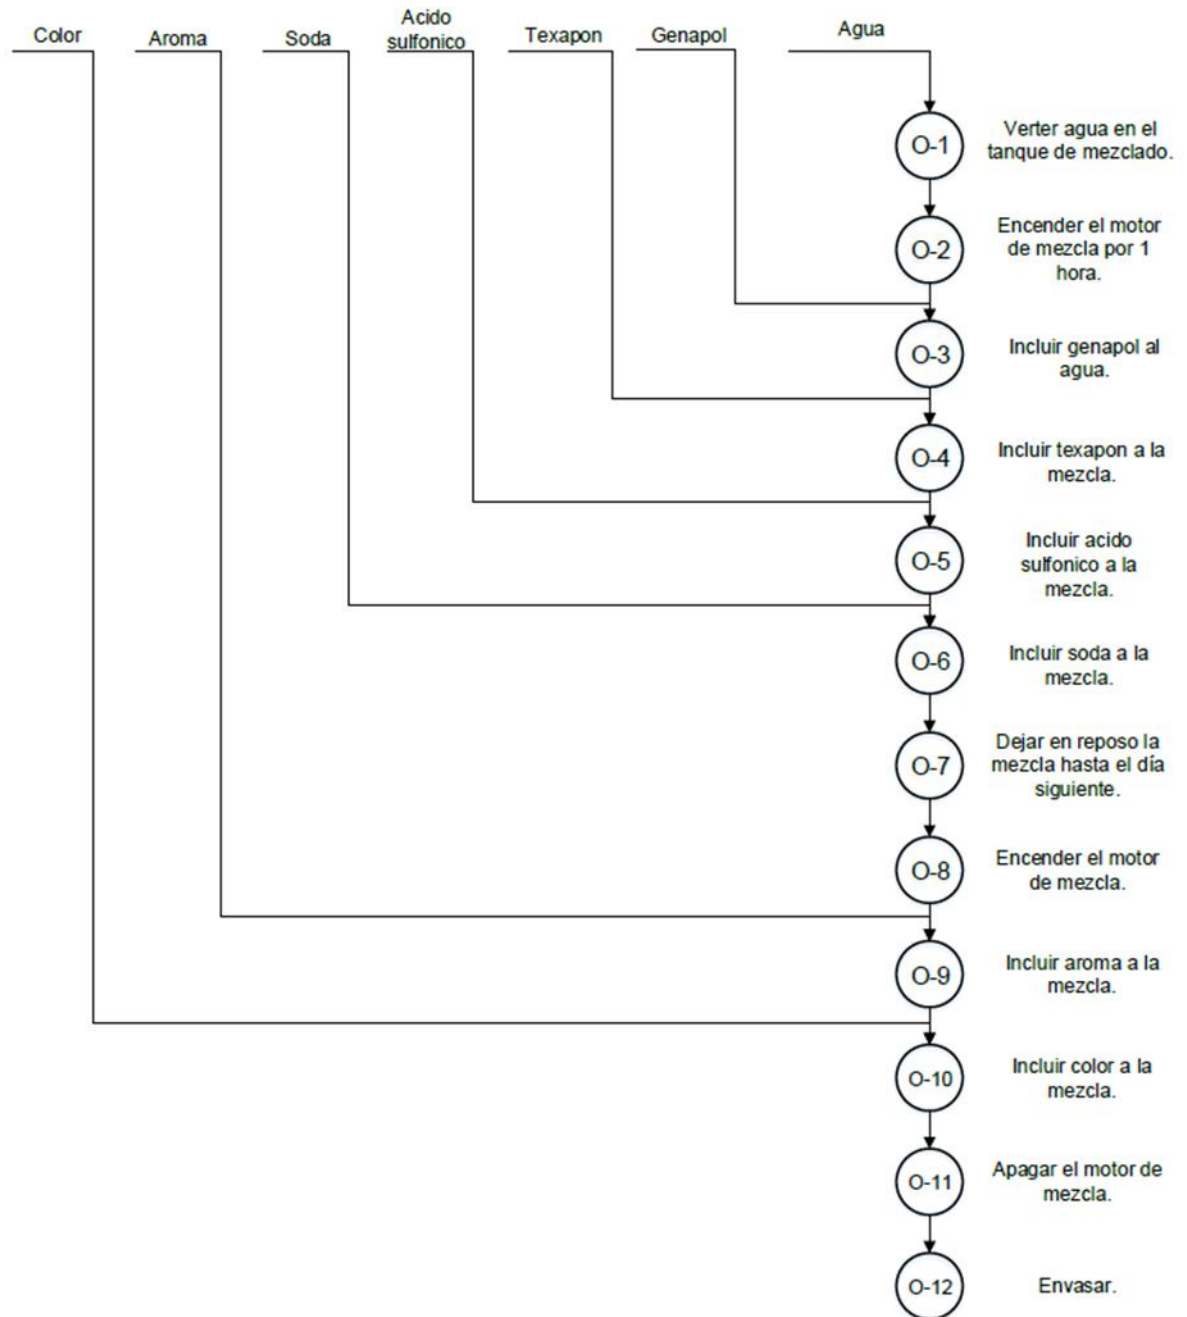 Color
Aroma
Soda
Acido
sulfonico
Texapon
Genapol
Agua
O-1
Verter agua en el
tanque de mezclado.
O-2
Encender el motor
de mezcla por 1
hora.
O-3
Incluir genapol al
agua.
O-4
Incluir texapon a la
mezcla.
O-5
Incluir acido
sulfonico a la
mezcla.
O-6
Incluir soda a la
mezcla.
O-7
Dejar en reposo la
mezcla hasta el día
siguiente.
O-8
Encender el motor
de mezcla.
O-9
Incluir aroma a la
mezcla.
O-10
Incluir color a la
mezcla.
O-11
Apagar el motor de
mezcla.
O-12
Envasar.